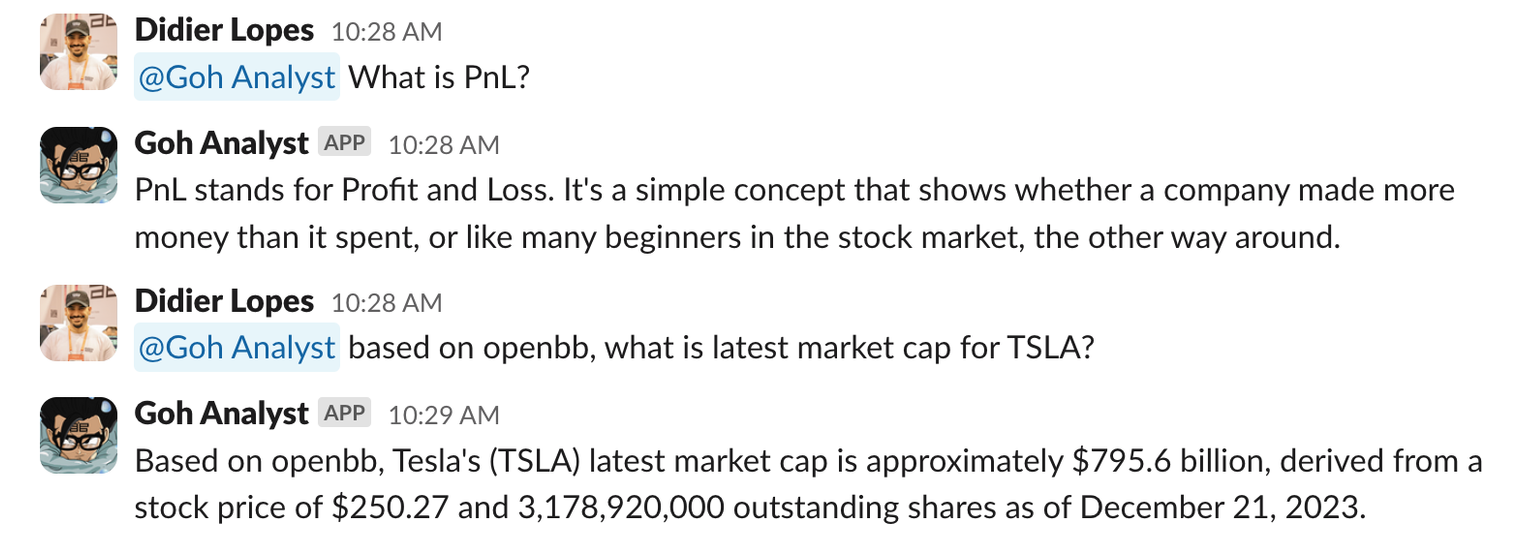 Didier Lopes 10:28 AM
@Goh Analyst What is PnL?
Goh Analyst APP 10:28 AM
PnL stands for Profit and Loss. It's a simple concept that shows whether a company made more
money than it spent, or like many beginners in the stock market, the other way around.
Didier Lopes 10:28 AM
@Goh Analyst based on openbb, what is latest market cap for TSLA?
Goh Analyst APP 10:29 AM
Based on openbb, Tesla's (TSLA) latest market cap is approximately $795.6 billion, derived from a
stock price of $250.27 and 3,178,920,000 outstanding shares as of December 21, 2023.